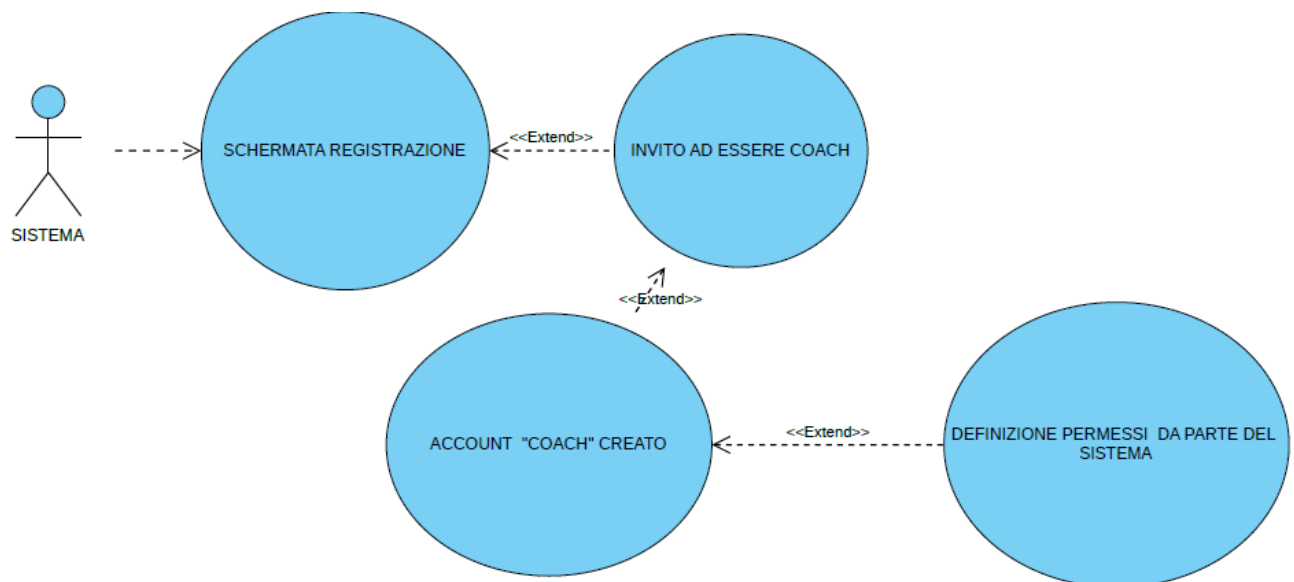 SCHERMATA REGISTRAZIONE
<<Extend>>
INVITO AD ESSERE COACH
SISTEMA
<<Extend>>
ACCOUNT "COACH" CREATO
<<Extend>>
DEFINIZIONE PERMESSI DA PARTE DEL
SISTEMA